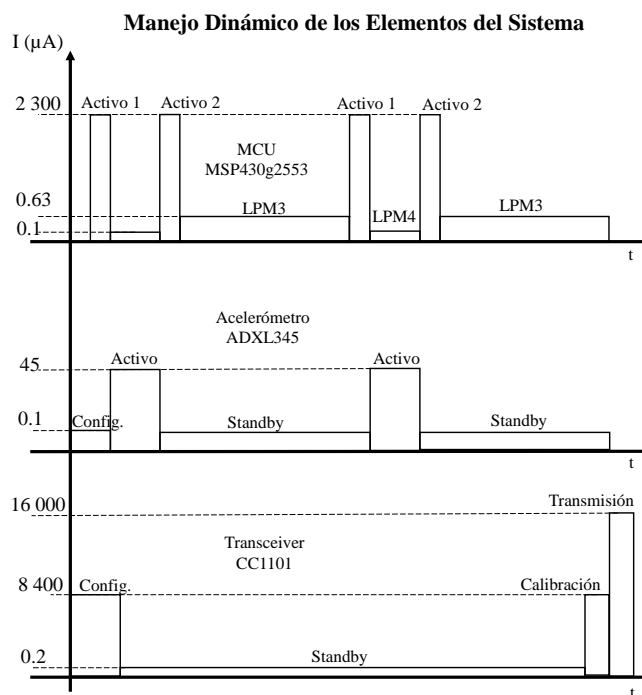 Manejo Dinámico de los Elementos del Sistema
I (µA)
2 300
Activo 1
Activo 2
Activo 1
Activo 2
MCU
MSP430g2553
0.63
LPM3
LPM4
LPM3
0.1
t
Acelerómetro
ADXL345
Activo
Activo
45
0.1
Config.
Standby
Standby
t
16 000
Transmisión
Transceiver
CC1101
8 400
Config.
Calibración
0.2
Standby
t